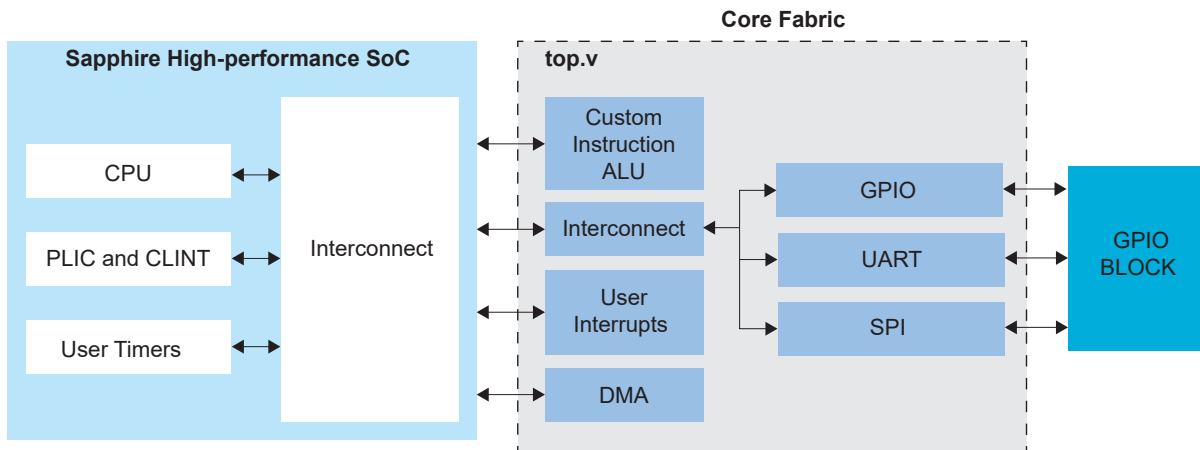 Core Fabric
Sapphire High-performance SoC
top.v
CPU
PLIC and CLINT
User Timers
Interconnect
Custom
Instruction
ALU
Interconnect
User
Interrupts
DMA
GPIO
UART
SPI
GPIO
BLOCK